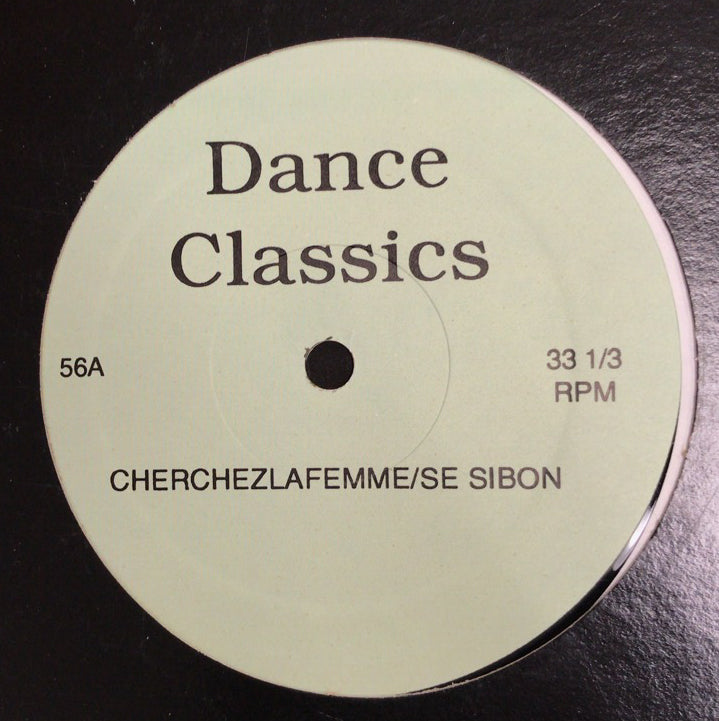 Dance
Classics
56A
33 1/3
RPM
CHERCHEZLAFEMME/SE SIBON